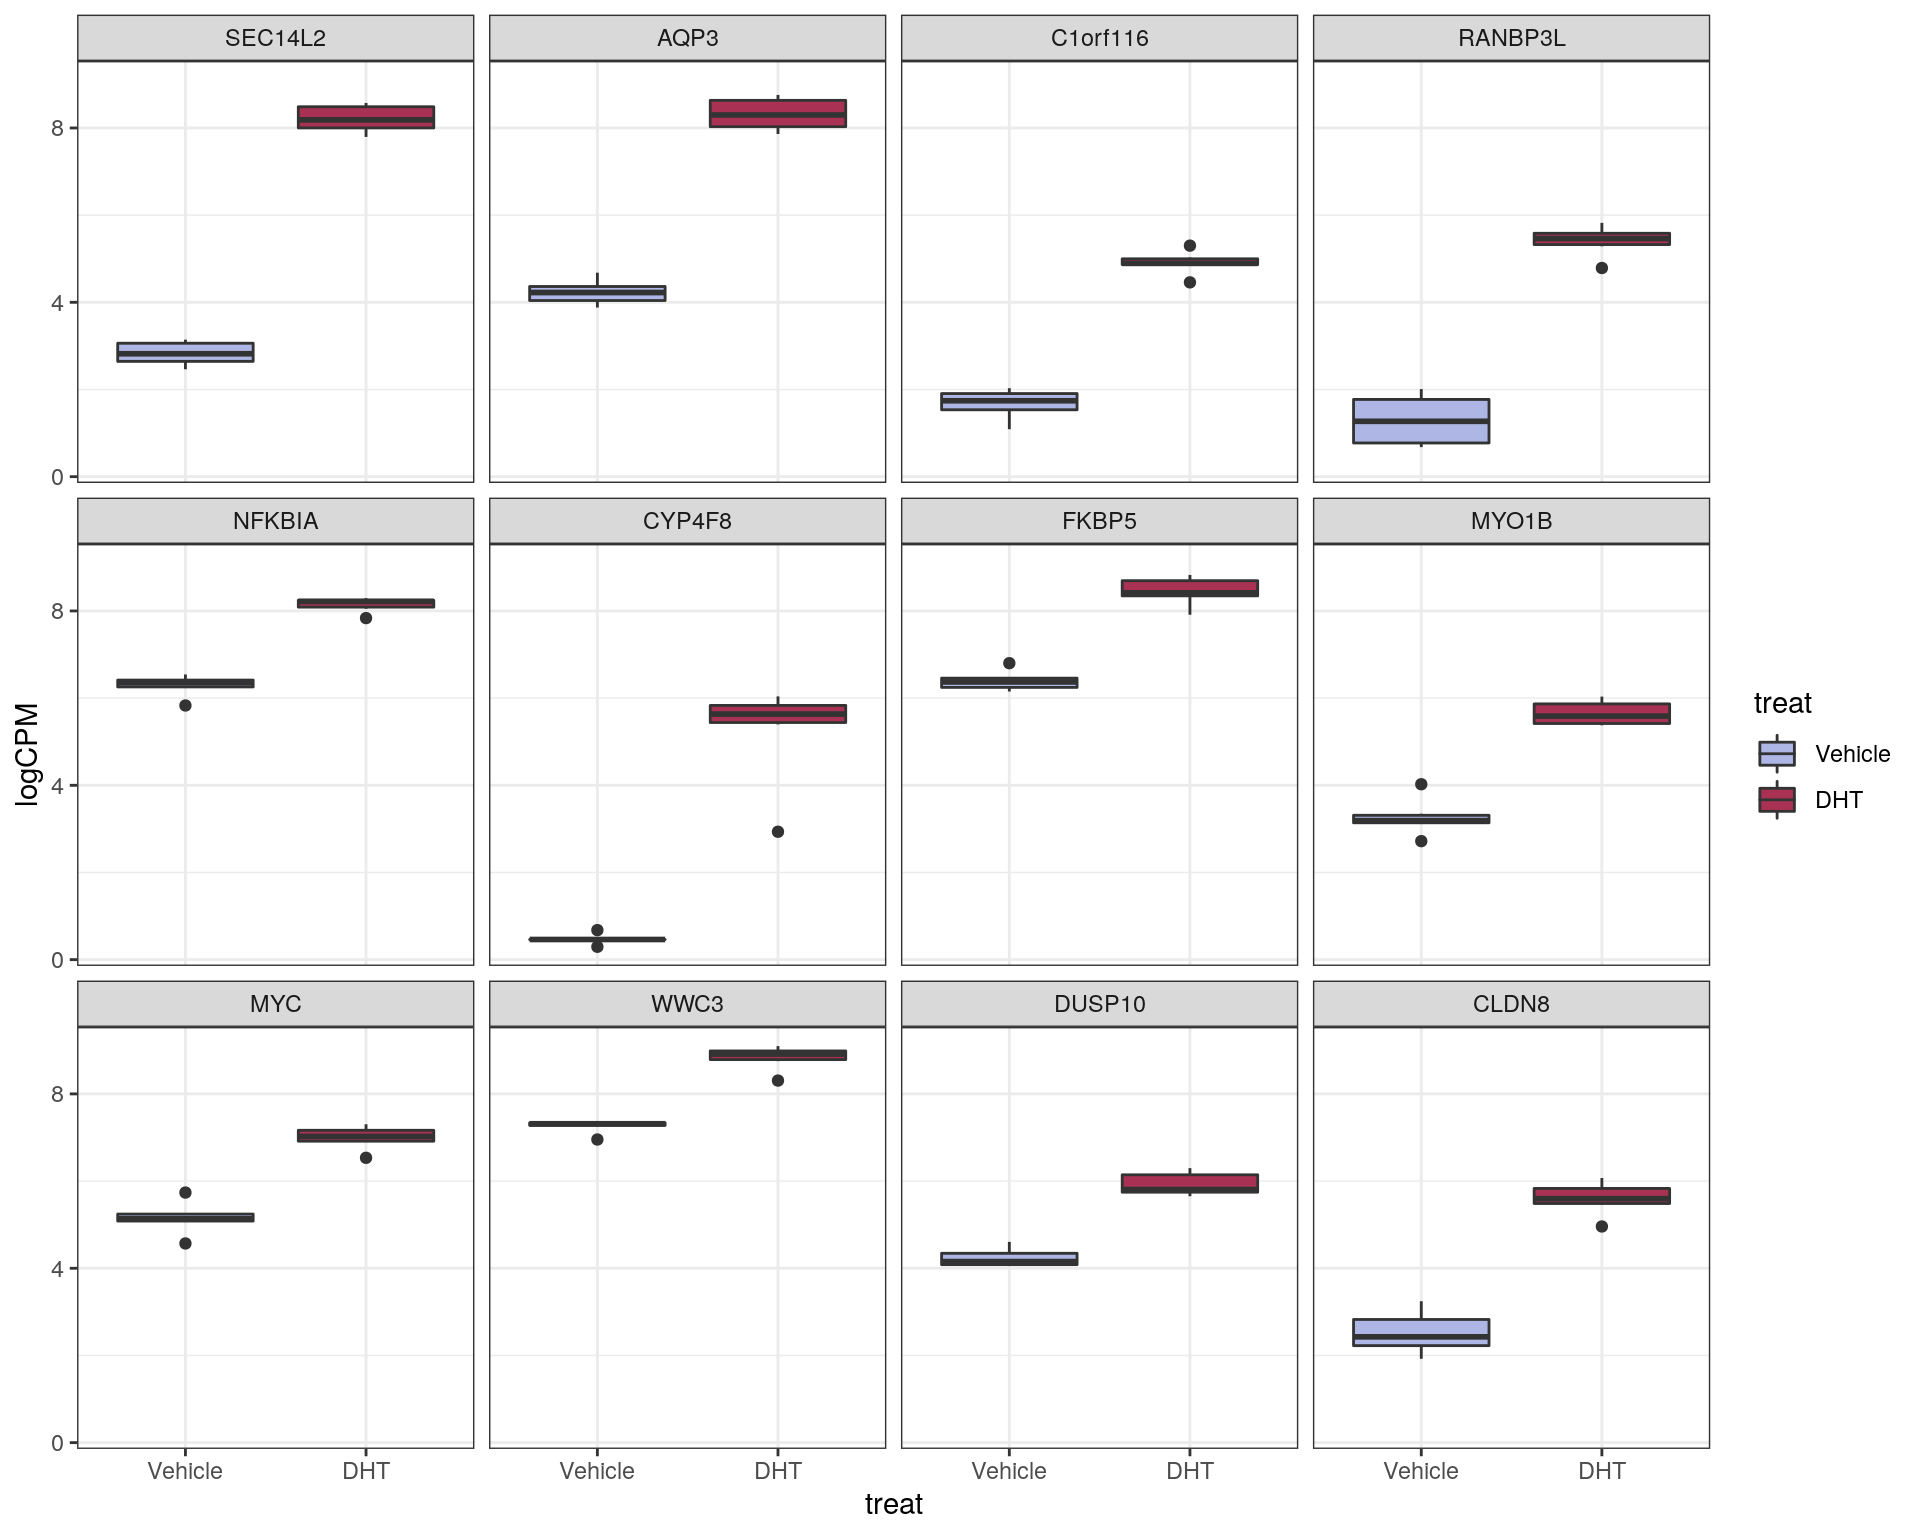 SEC14L2 AQP3 C1orf116 RANBP3L
8
4
0
NFKBIA CYP4F8 FKBP5 MYO1B
8
4
0
logCPM
treat
Vehicle
DHT
MYC WWC3 DUSP10 CLDN8
8
4
0
Vehicle DHT Vehicle DHT Vehicle DHT Vehicle DHT
treat